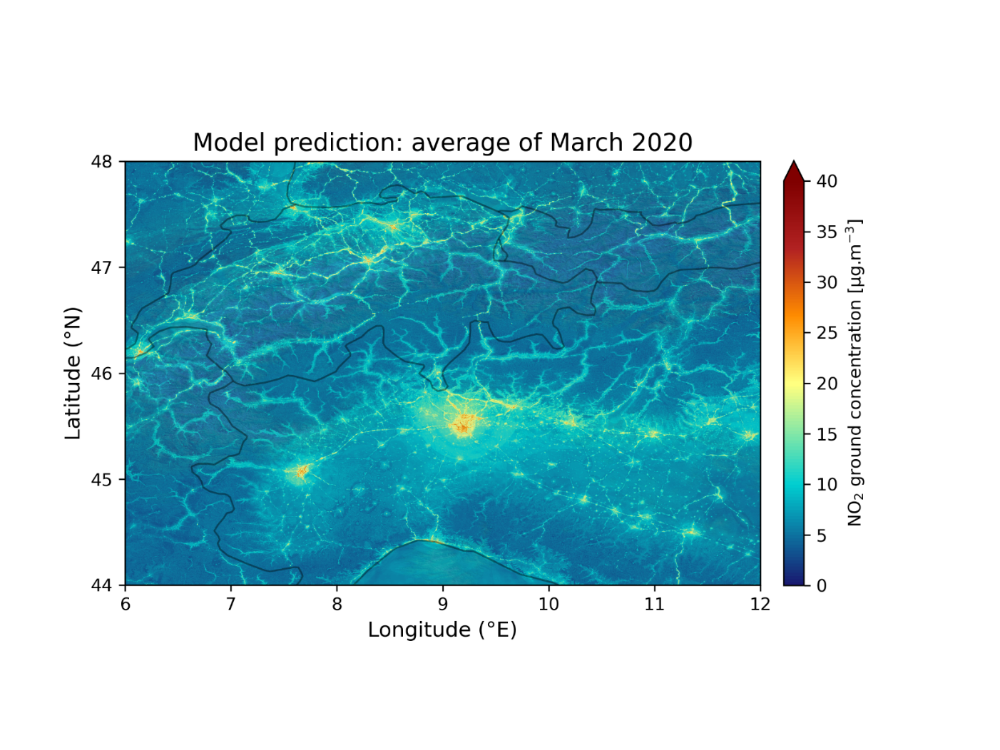 Model prediction: average of March 2020
48
47
46
45
44
Latitude (°N)
6 7 8 9 10 11 12
Longitude (°E)
40
35
30
25
20
15
10
5
0
NO₂ ground concentration [µg.m⁻³]